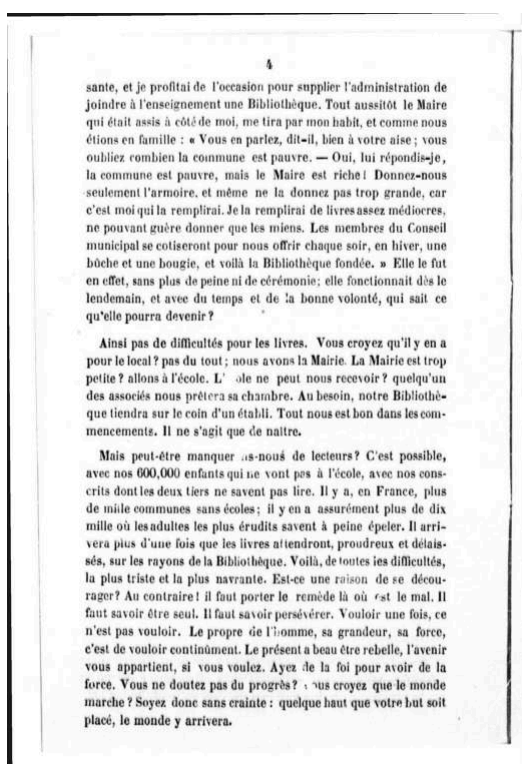 4
sante, et je profitai de l'occasion pour supplier l'administration de
joindre à l'enseignement une Bibliothèque. Tout aussitôt le Maire
qui était assis à côté de moi, me tira par mon habit, et comme nous
étions en famille : « Vous en parlez, dit-il, bien à votre aise ; vous
oubliez combien la commune est pauvre. — Oui, lui répondis-je,
la commune est pauvre, mais le Maire est riche ! Donnez-nous
seulement l'armoire, et même ne la donnez pas trop grande, car
c'est moi qui la remplirai. Je la remplirai de livres assez médiocres,
ne pouvant guère donner que les miens. Les membres du Conseil
municipal se cotiseront pour nous offrir chaque soir, en hiver, une
bûche et une bougie, et voilà la Bibliothèque fondée. » Elle le fut
en effet, sans plus de peine ni de cérémonie; elle fonctionnait dès le
lendemain, et avec du temps et de la bonne volonté, qui sait ce
qu'elle pourra devenir ?
Ainsi pas de difficultés pour les livres. Vous croyez qu'il y en a
pour le local ? pas du tout ; nous avons la Mairie. La Mairie est trop
petite ? allons à l'école. L' ole ne peut nous recevoir ? quelqu'un
des associés nous prêtera sa chambre. Au besoin, notre Bibliothè-
que tiendra sur le coin d'un établi. Tout nous est bon dans les com-
mencements. Il ne s'agit que de naître.
Mais peut-être manquer as-nous de lecteurs ? C'est possible,
avec nos 600,000 enfants qui ne vont pas à l'école, avec nos cons-
crits dont les deux tiers ne savent pas lire. Il y a, en France, plus
de mille communes sans écoles; il y en a assurément plus de dix
mille où les adultes les plus érudits savent à peine épeler. Il arri-
vera plus d'une fois que les livres attendront, proudreux et délais-
sés, sur les rayons de la Bibliothèque. Voilà, de toutes les difficultés,
la plus triste et la plus navrante. Est-ce une raison de se décou-
rager ? Au contraire ! il faut porter le remède là où est le mal. Il
faut savoir être seul. Il faut savoir persévérer. Vouloir une fois, ce
n'est pas vouloir. Le propre de l'homme, sa grandeur, sa force,
c'est de vouloir continûment. Le présent a beau être rebelle, l'avenir
vous appartient, si vous voulez. Ayez de la foi pour avoir de la
force. Vous ne doutez pas du progrès ? ous croyez que le monde
marche ? Soyez donc sans crainte : quelque haut que votre but soit
placé, le monde y arrivera.